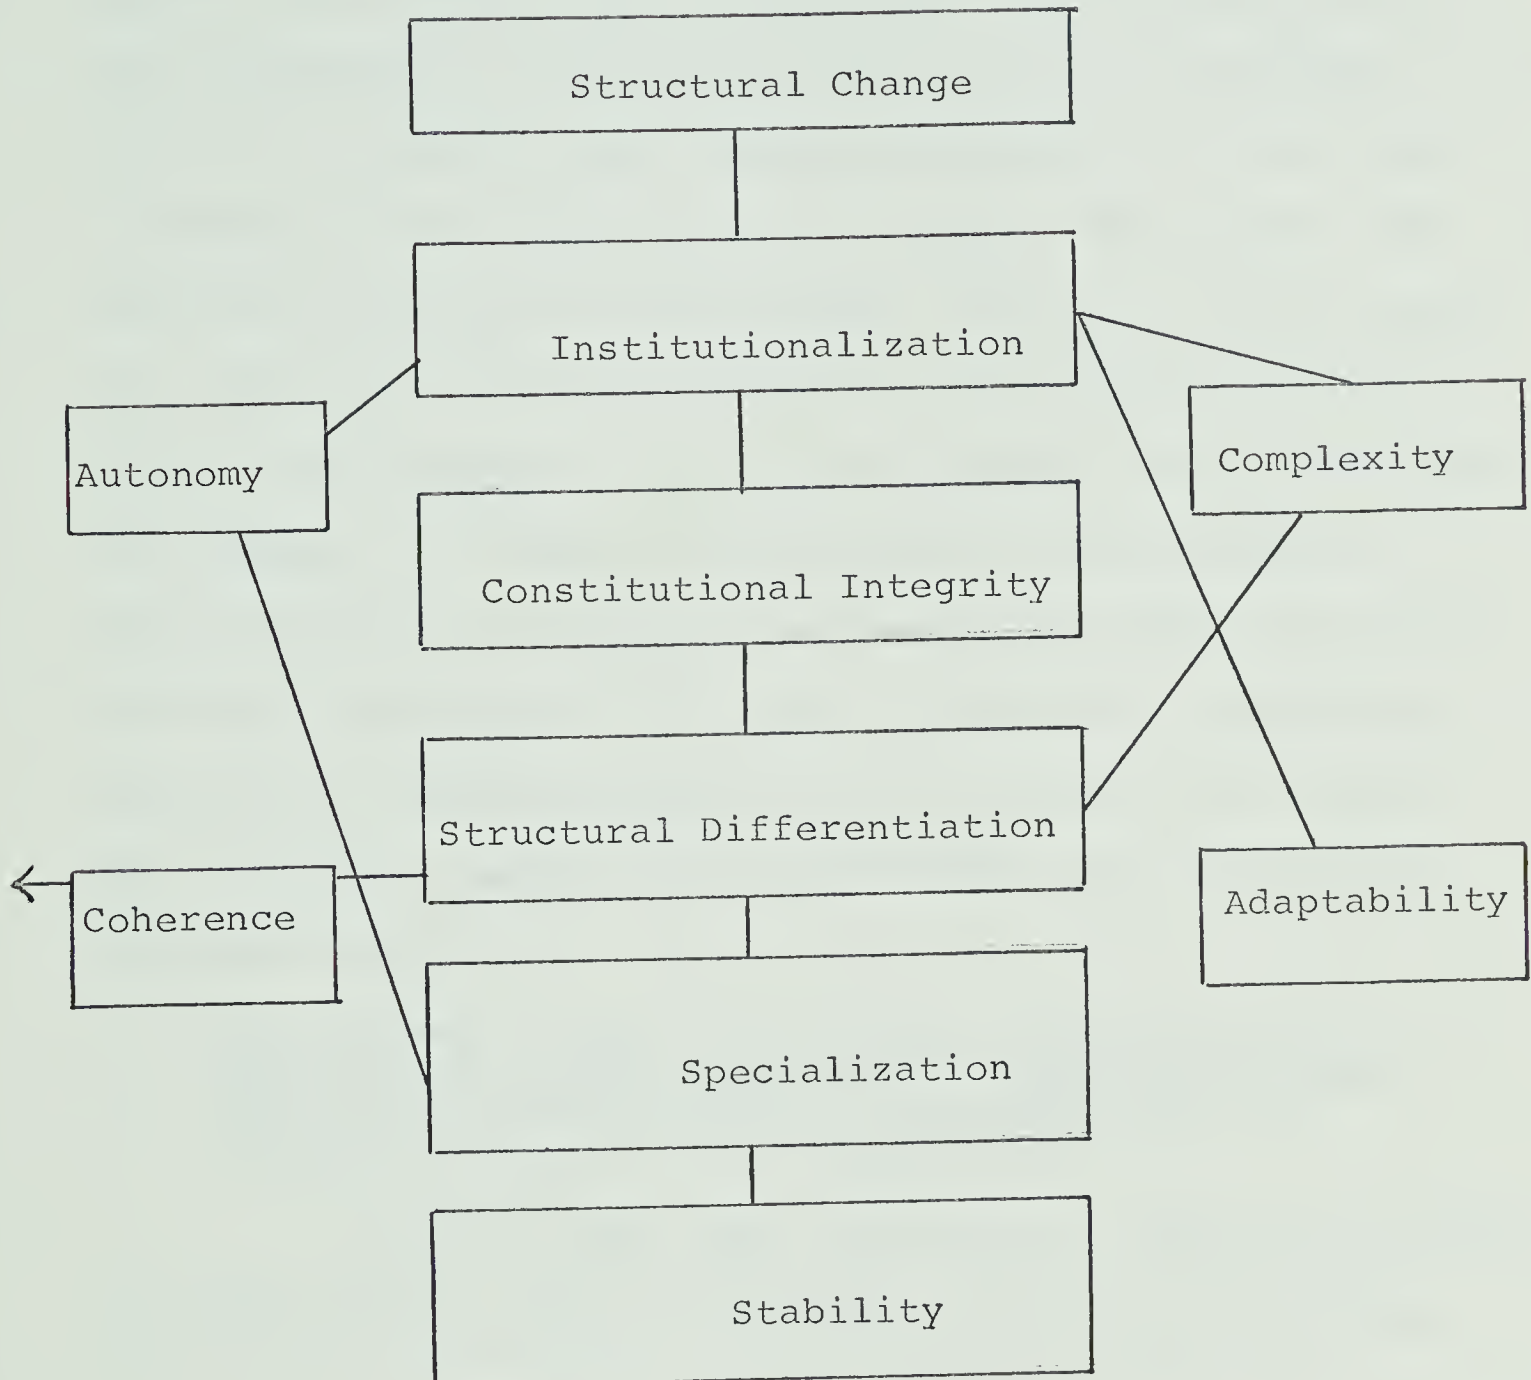 Structural Change
Institutionalization
Autonomy
Complexity
Constitutional Integrity
Structural Differentiation
Coherence
Adaptability
Specialization
Stability